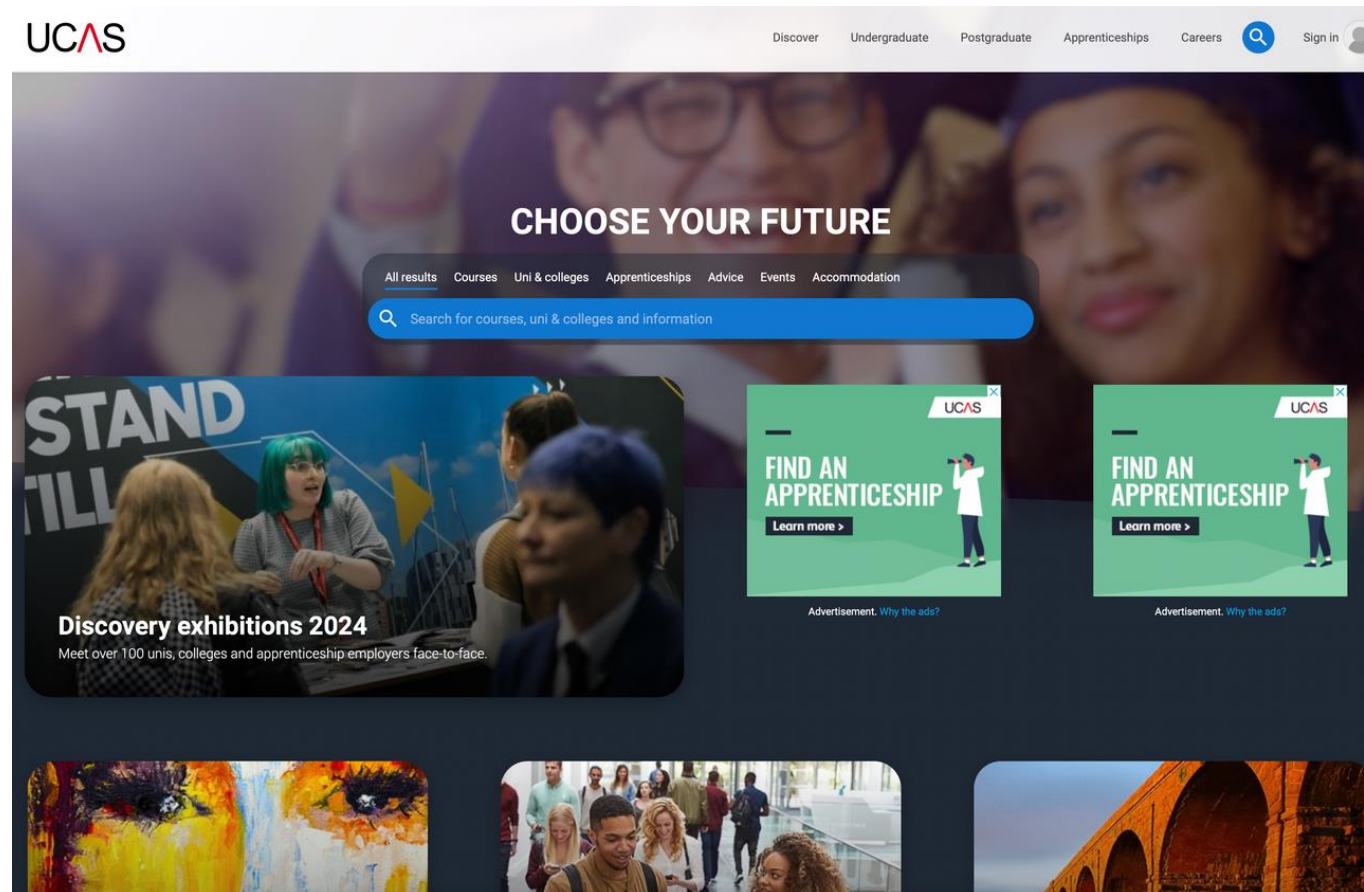 UCAS
Discover Undergraduate Postgraduate Apprenticeships Careers Sign in
CHOOSE YOUR FUTURE
All results Courses Uni & colleges Apprenticeships Advice Events Accommodation
Search for courses, uni & colleges and information
STAND
TILL
Discovery exhibitions 2024
Meet over 100 unis, colleges and apprenticeship employers face-to-face.
UCAS
FIND AN
APPRENTICESHIP
Learn more >
Advertisement. Why the ads?
UCAS
FIND AN
APPRENTICESHIP
Learn more >
Advertisement. Why the ads?